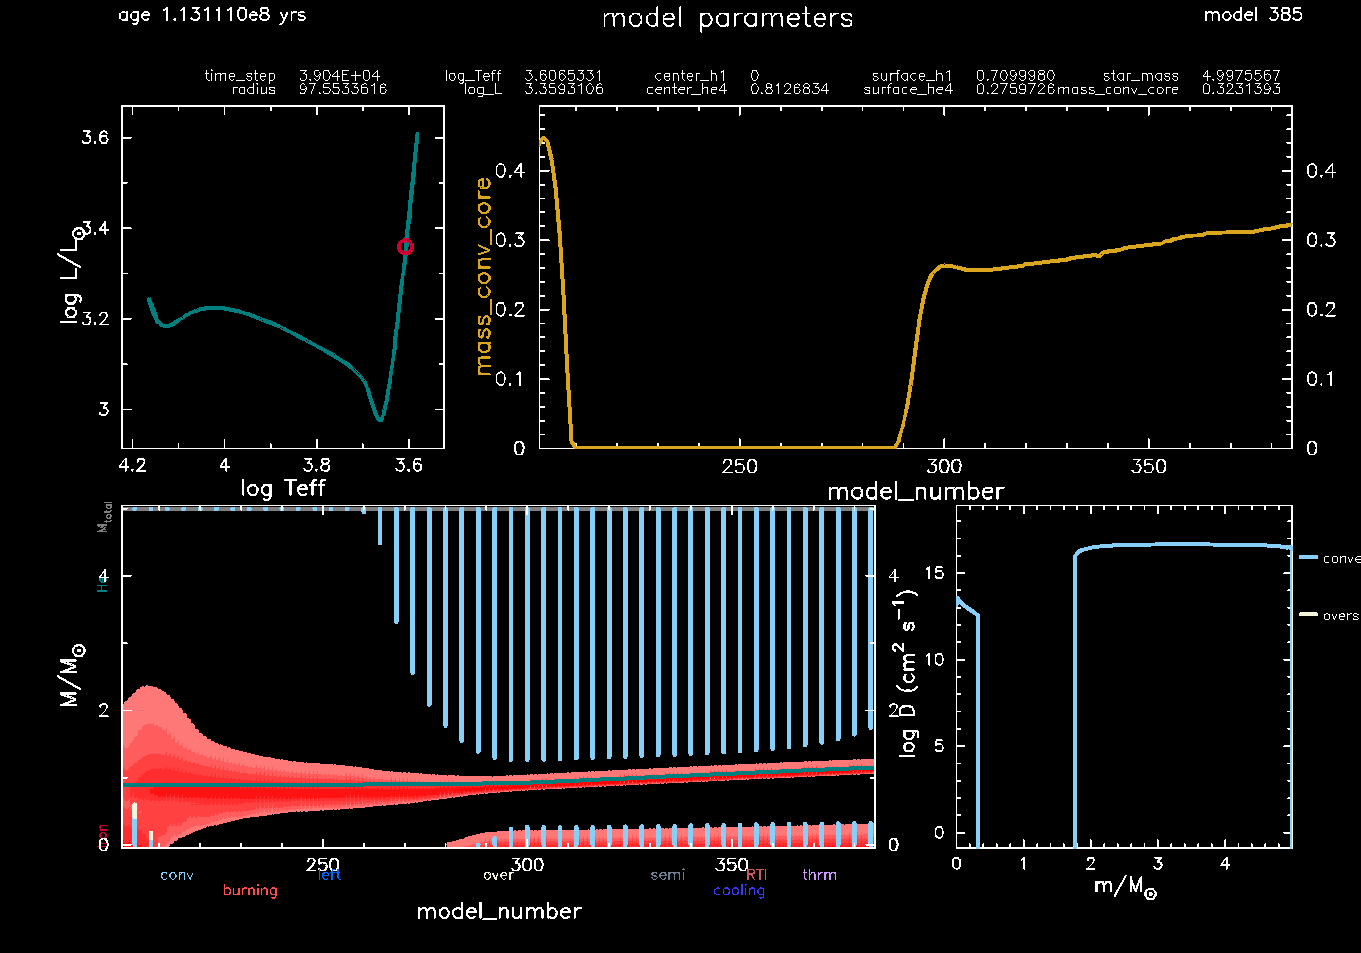 age 1.131110e8 yrs model parameters model 385
time_step 3.904E+04 log_Teff 3.6065331 center_h1 0 surface_h1 0.7099980 star_mass 4.9975567
radius 97.5533616 log_L 3.3593106 center_he4 0.8126834 surface_he4 0.2759726 mass_conv_core 0.3231393
3.6
3.4
3.2
3
log L/L⊙
4.2 4 3.8 3.6
log Teff
0.4
0.3
0.2
0.1
0
mass_conv_core
0.4
0.3
0.2
0.1
0
250 300 350
model_number
Mtotal
He
4
2
0
M/M⊙
4
2
0
250 300 350
conv left over semi RTI thrm
burning cooling
model_number
log D (cm2 s−1)
15
10
5
0
0 1 2 3 4
m/M⊙
conve
overs